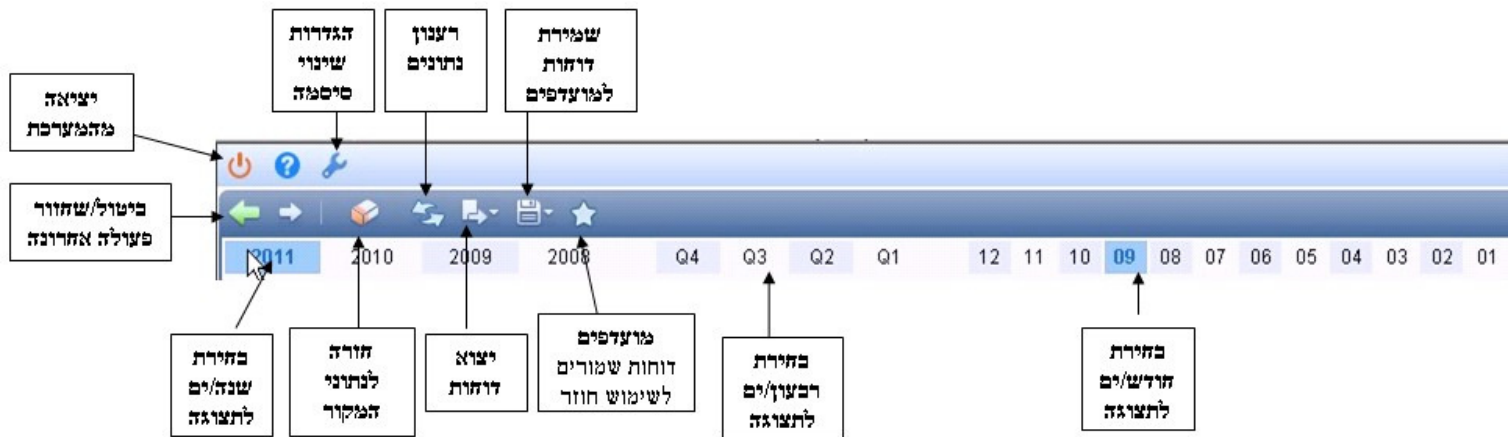 הגדרות
שינוי
סיסמה
רענון
נתונים
שמירת
דוחות
למועדפים
יציאה
מהמערכת
ביטול/שחזור
פעולה אחרונה
2011 2010 2009 2008 Q4 Q3 Q2 Q1 12 11 10 09 08 07 06 05 04 03 02 01
בחירת
שנה/ים
לתצוגה
חזרה
לנתוני
המקור
יצוא
דוחות
מועדפים
דוחות שמורים
לשימוש חוזר
בחירת
רבעון/ים
לתצוגה
בחירת
חודש/ים
לתצוגה